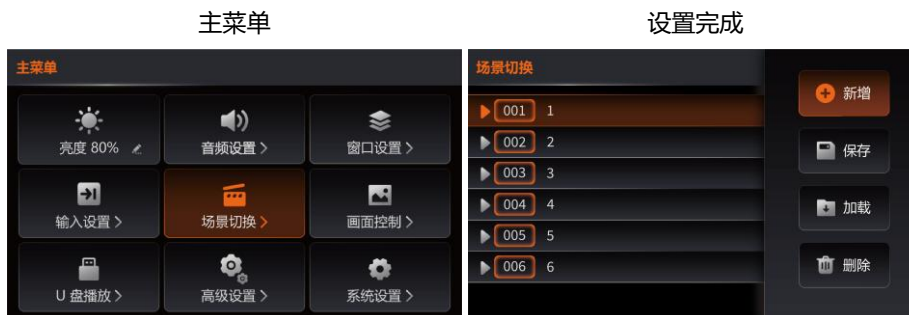 主菜单
设置完成
主菜单
亮度 80%
音频设置 >
窗口设置 >
输入设置 >
场景切换 >
画面控制 >
U 盘播放 >
高级设置 >
系统设置 >
场景切换
001 1
002 2
003 3
004 4
005 5
006 6
新增
保存
加载
删除